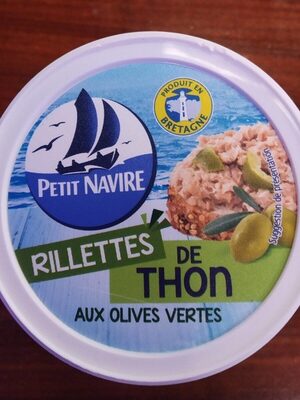 PRODUIT EN
BRETAGNE
PETIT NAVIRE
RILLETTES
DE
THON
AUX OLIVES VERTES
Suggestion de présentation